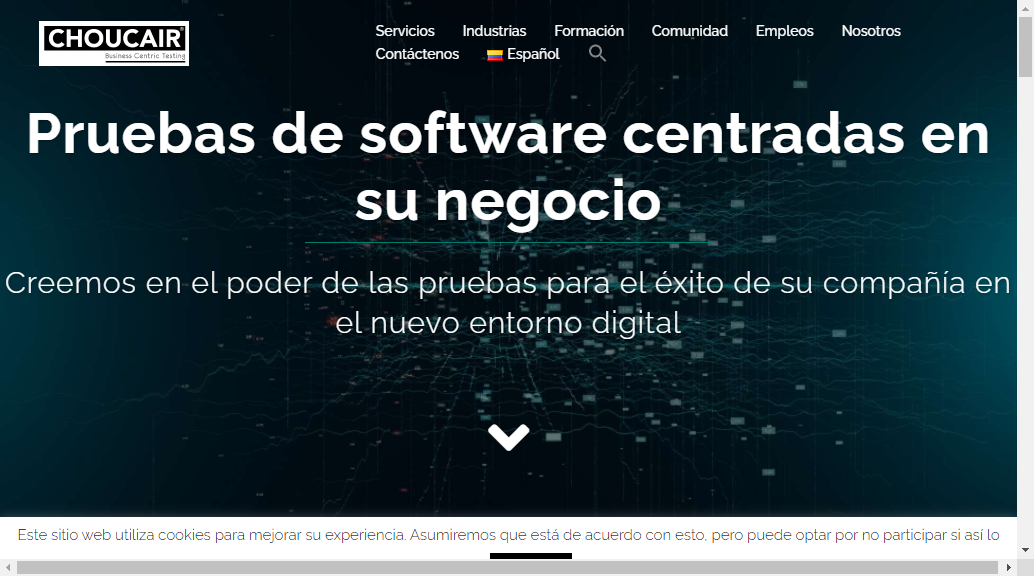 CHOUCAIR
Business Centric Testing
Servicios Industrias Formación Comunidad Empleos Nosotros
Contáctenos Español
Pruebas de software centradas en
su negocio
Creemos en el poder de las pruebas para el éxito de su compañía en
el nuevo entorno digital
Este sitio web utiliza cookies para mejorar su experiencia. Asumiremos que está de acuerdo con esto, pero puede optar por no participar si así lo